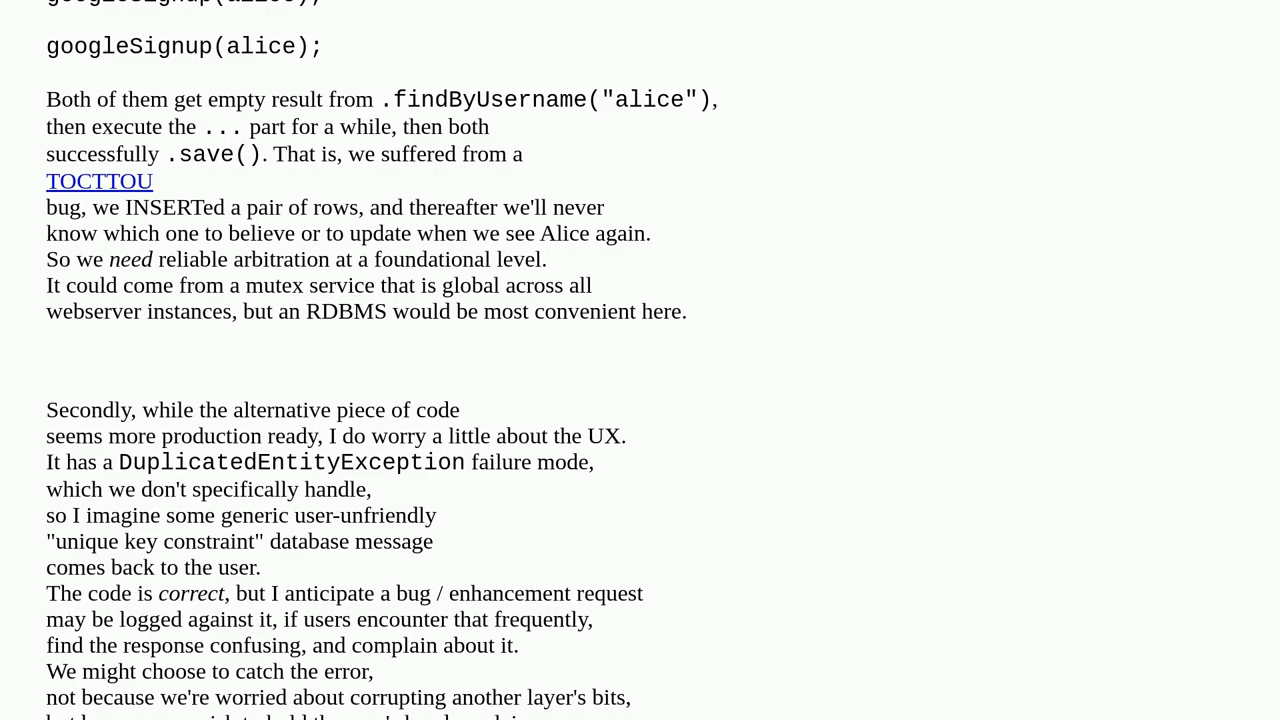 googleSignup(alice);
googleSignup(alice);
Both of them get empty result from .findByUsername("alice"),
then execute the ... part for a while, then both
successfully .save(). That is, we suffered from a
TOCTTOU
bug, we INSERTed a pair of rows, and thereafter we'll never
know which one to believe or to update when we see Alice again.
So we need reliable arbitration at a foundational level.
It could come from a mutex service that is global across all
webserver instances, but an RDBMS would be most convenient here.
Secondly, while the alternative piece of code
seems more production ready, I do worry a little about the UX.
It has a DuplicatedEntityException failure mode,
which we don't specifically handle,
so I imagine some generic user-unfriendly
"unique key constraint" database message
comes back to the user.
The code is correct, but I anticipate a bug / enhancement request
may be logged against it, if users encounter that frequently,
find the response confusing, and complain about it.
We might choose to catch the error,
not because we're worried about corrupting another layer's bits,